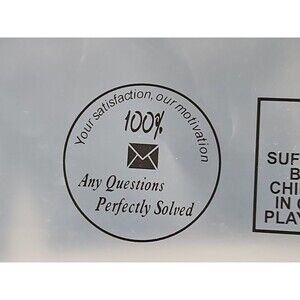 Your satisfaction, our motivation
100%
Any Questions
Perfectly Solved
SUF
B
CHI
IN C
PLAY